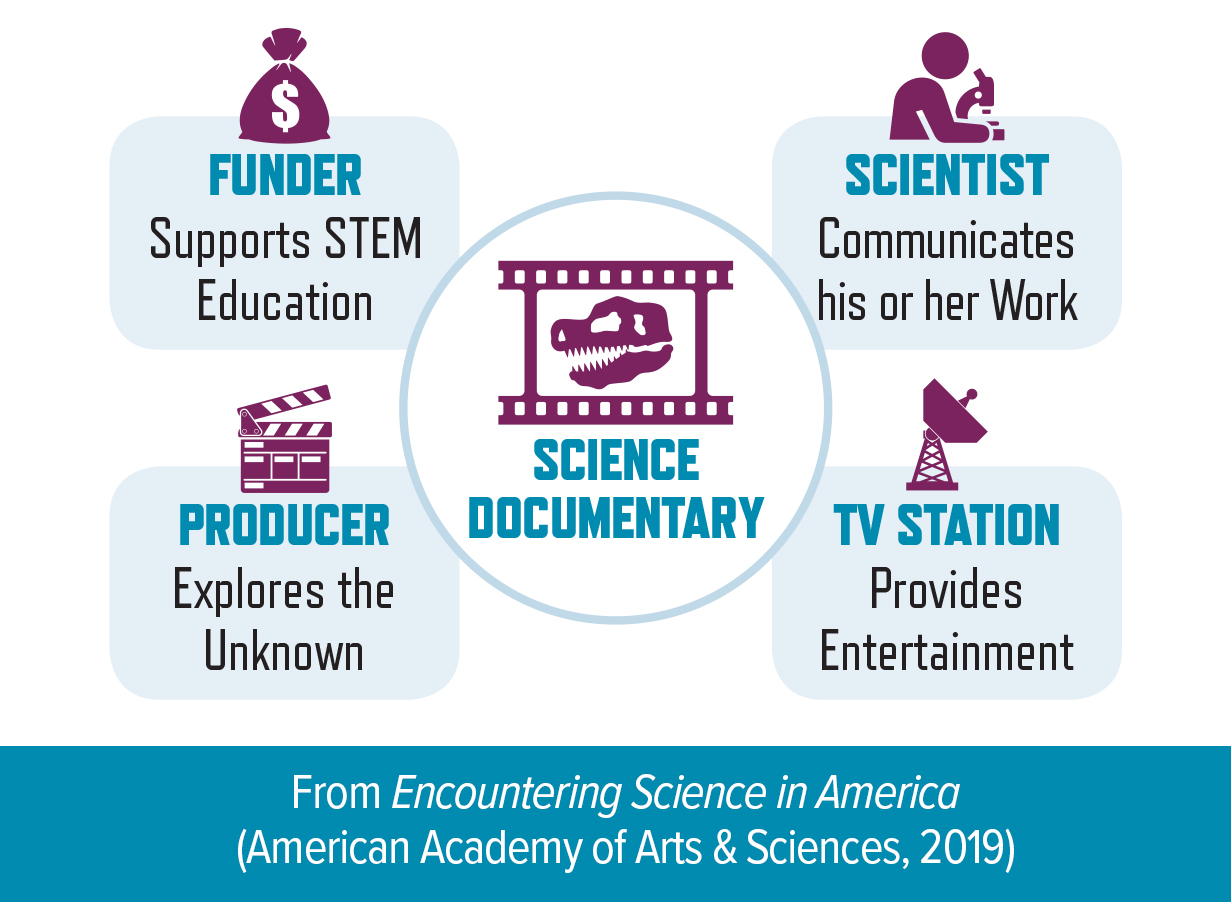 $
FUNDER
Supports STEM
Education
SCIENTIST
Communicates
his or her Work
SCIENCE
DOCUMENTARY
PRODUCER
Explores the
Unknown
TV STATION
Provides
Entertainment
From Encountering Science in America
(American Academy of Arts & Sciences, 2019)